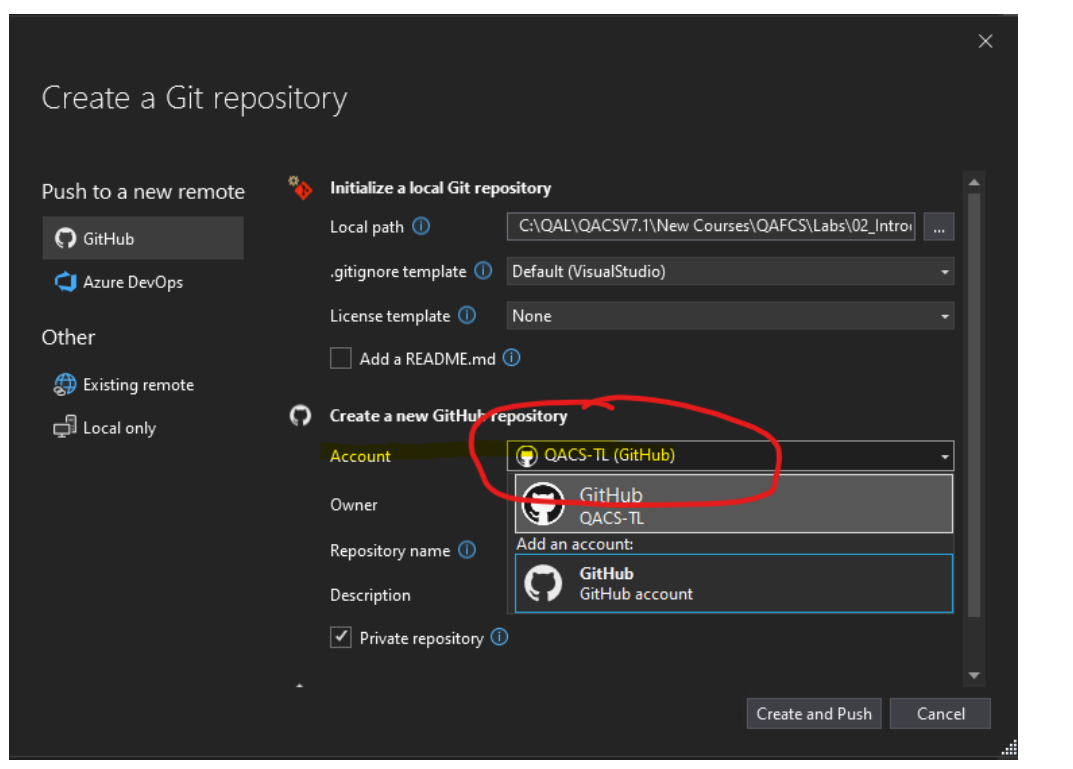 Create a Git repository
Push to a new remote
GitHub
Azure DevOps
Other
Existing remote
Local only
Initialize a local Git repository
Local path
C:\QAL\QACSV7.1\New Courses\QAFCS\Labs\02_Introd
...
.gitignore template
Default (VisualStudio)
License template
None
Add a README.md
Create a new GitHub repository
Account
QACS-TL (GitHub)
GitHub
QACS-TL
Add an account:
GitHub
GitHub account
Owner
Repository name
Description
Private repository
Create and Push
Cancel